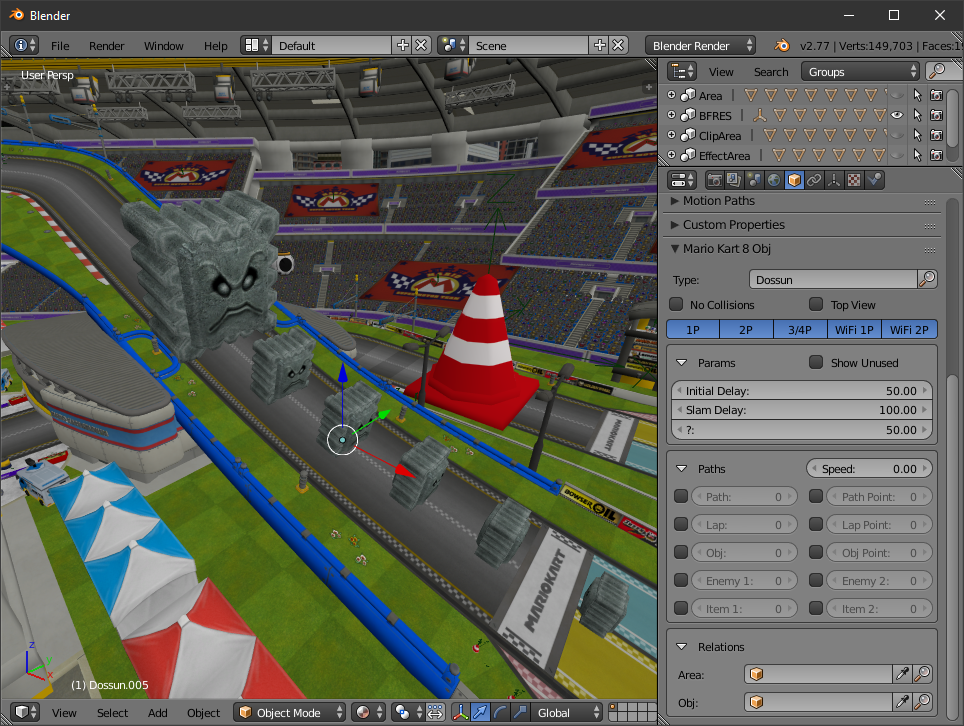 Blender
File Render Window Help Default Scene Blender Render v2.77 | Verts:149,703 | Faces:1
User Persp
View Search Groups
Area
BFRES
ClipArea
EffectArea
Motion Paths
Custom Properties
Mario Kart 8 Obj
Type: Dossun
No Collisions Top View
1P 2P 3/4P WiFi 1P WiFi 2P
Params Show Unused
Initial Delay: 50.00
Slam Delay: 100.00
?: 50.00
Paths Speed: 0.00
Path: 0 Path Point: 0
Lap: 0 Lap Point: 0
Obj: 0 Obj Point: 0
Enemy 1: 0 Enemy 2: 0
Item 1: 0 Item 2: 0
Relations
Area:
Obj:
MARIOKART
BOWSER OIL
MARIOKART
z
y
x
(1) Dossun.005
View Select Add Object Object Mode Global